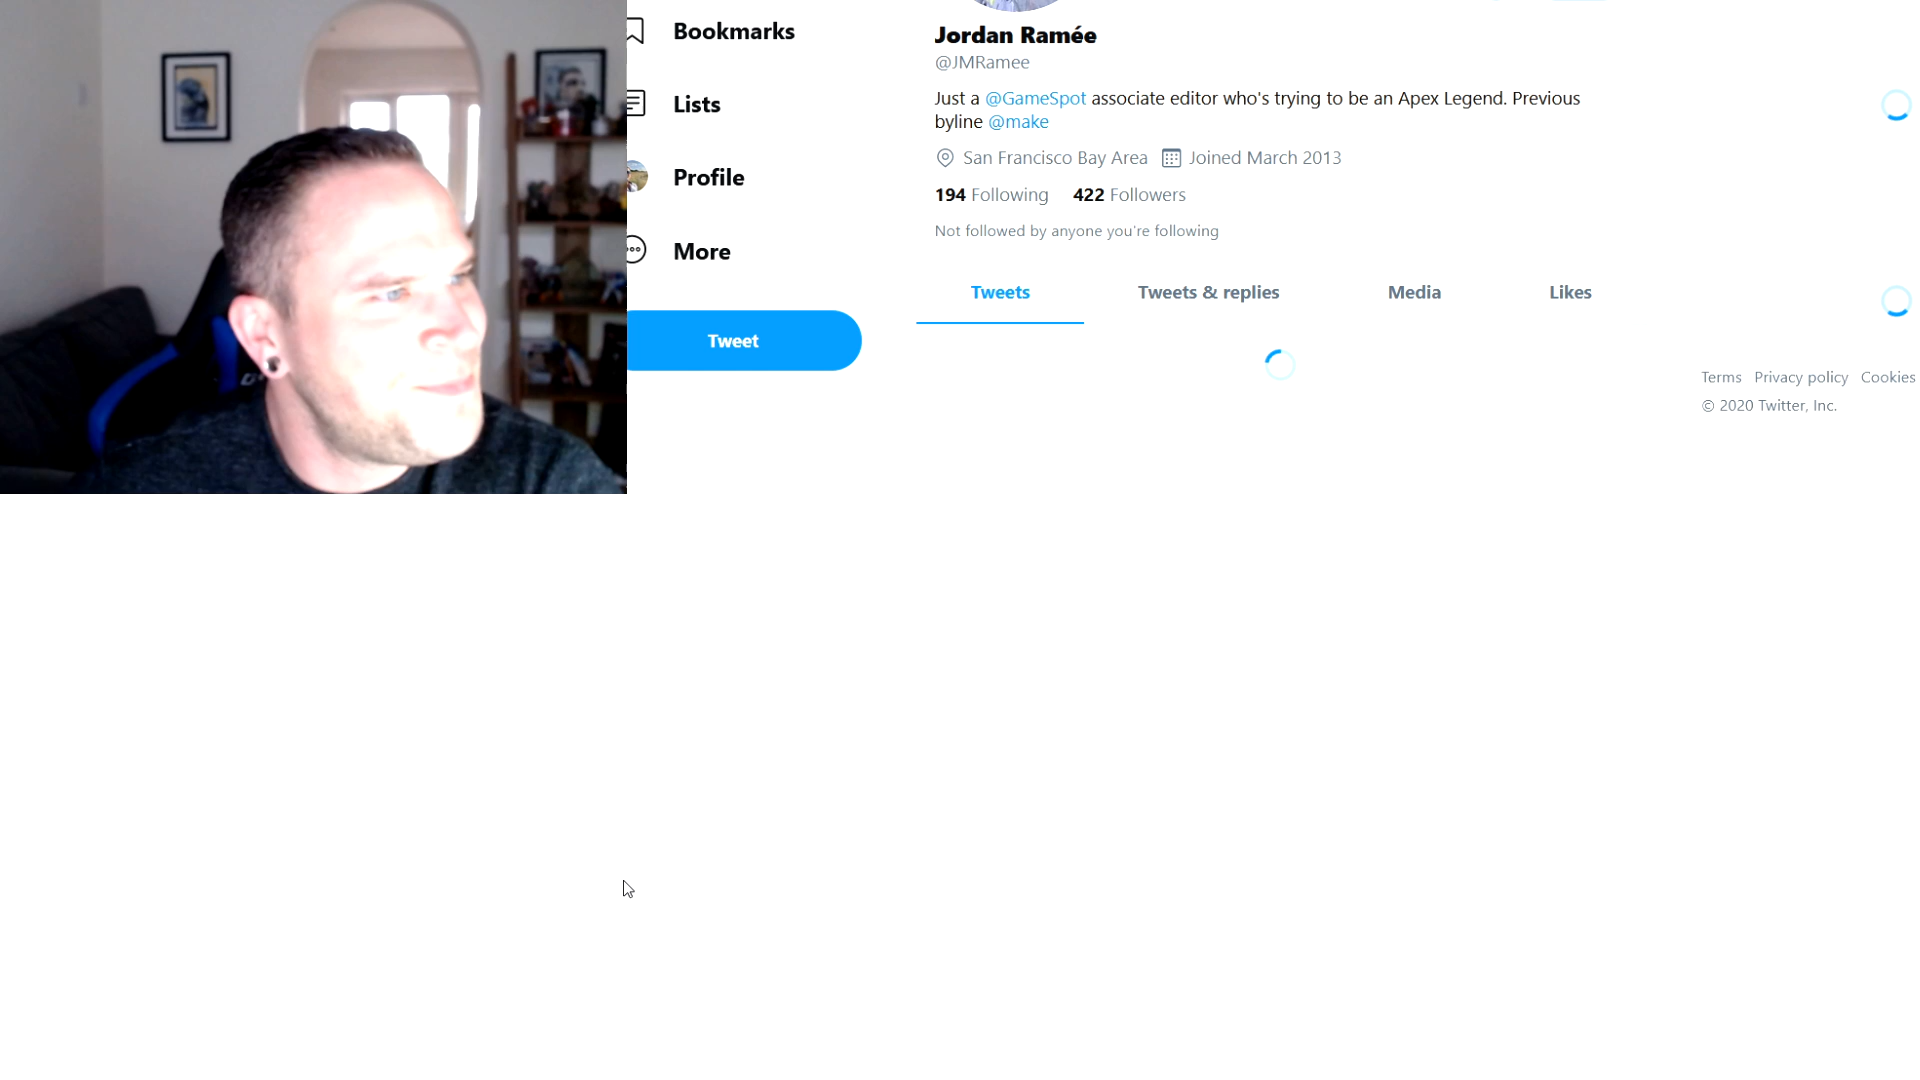 Bookmarks
Lists
Profile
More
Tweet
Jordan Ramée
@JMRamee
Just a @GameSpot associate editor who's trying to be an Apex Legend. Previous
byline @make
San Francisco Bay Area Joined March 2013
194 Following 422 Followers
Not followed by anyone you're following
Tweets Tweets & replies Media Likes
Terms Privacy policy Cookies
© 2020 Twitter, Inc.